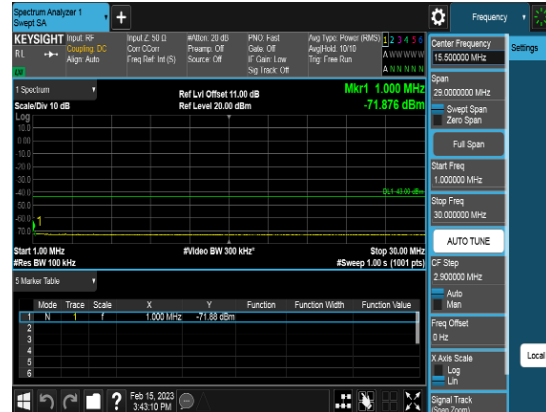 Spectrum Analyzer 1
Swept SA
+
Frequency
KEYSIGHT
Input: RF
Coupling: DC
Align: Auto
Input Z: 50 Ω
Corr CCorr
Freq Ref: Int (S)
#Atten: 20 dB
Preamp: Off
Source: Off
PNO: Fast
Gate: Off
IF Gain: Low
Sig Track: Off
Avg Type: Power (RMS)
Avg|Hold: 10/10
Trig: Free Run
1 2 3 4 5 6
A W W W W W
A N N N N N
RL
LXI
Center Frequency
15.500000 MHz
Settings
Span
29.0000000 MHz
Swept Span
Zero Span
Full Span
Start Freq
1.000000 MHz
Stop Freq
30.000000 MHz
AUTO TUNE
CF Step
2.900000 MHz
Auto
Man
Freq Offset
0 Hz
X Axis Scale
Log
Lin
Signal Track
(Span Zoom)
Local
1 Spectrum
Scale/Div 10 dB
Log
Ref Lvl Offset 11.00 dB
Ref Level 20.00 dBm
Mkr1 1.000 MHz
-71.876 dBm
10.0
0.00
-10.0
-20.0
-30.0
-40.0
-50.0
-60.0
-70.0
DL1 -43.00 dBm
1
Start 1.00 MHz
#Res BW 100 kHz
#Video BW 300 kHz*
Stop 30.00 MHz
#Sweep 1.00 s (1001 pts)
5 Marker Table
Mode Trace Scale X Y Function Function Width Function Value
1 N 1 f 1.000 MHz -71.88 dBm
2
3
4
5
6
?
Feb 15, 2023
3:43:10 PM